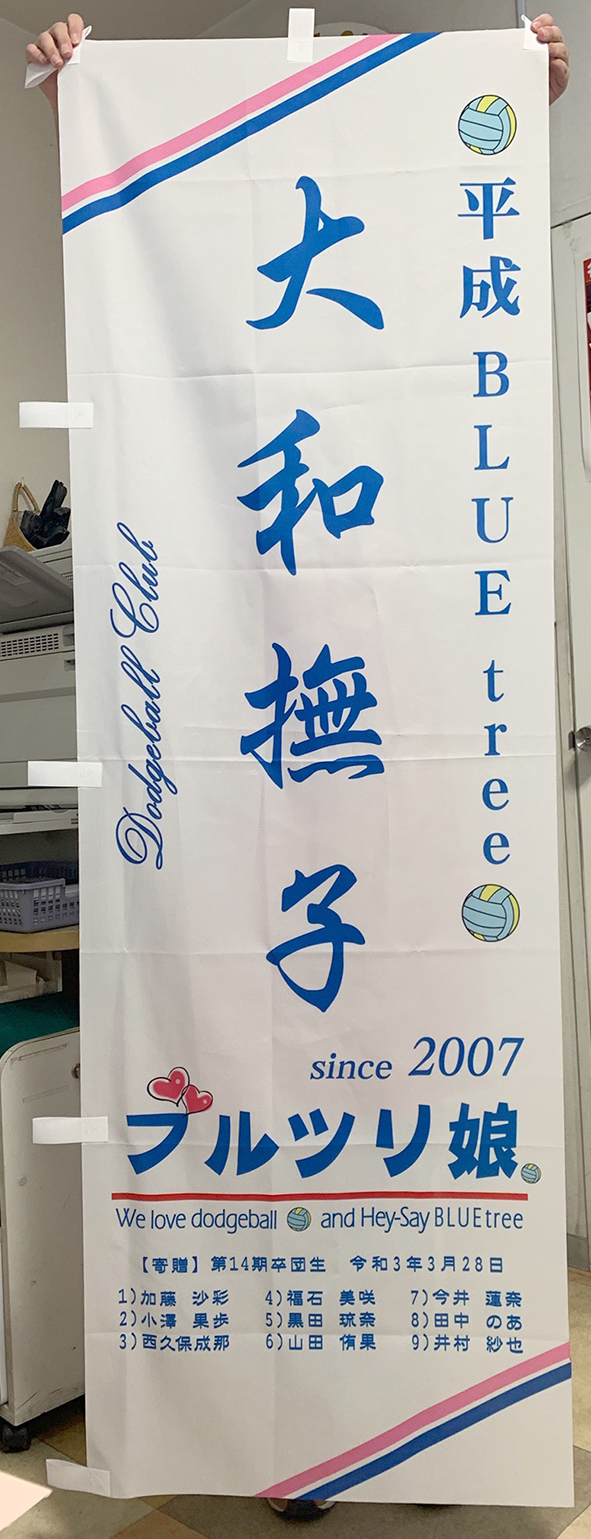 平成BLUE tree
大和撫子
Dodgeball Club
since 2007
ブルツリ娘
We love dodgeball and Hey-Say BLUEtree
【寄贈】第14期卒団生 令和3年3月28日
1)加藤 沙彩 4)福石 美咲 7)今井 蓮奈
2)小澤 果歩 5)黒田 琉奈 8)田中 のあ
3)西久保成那 6)山田 侑果 9)井村 紗也